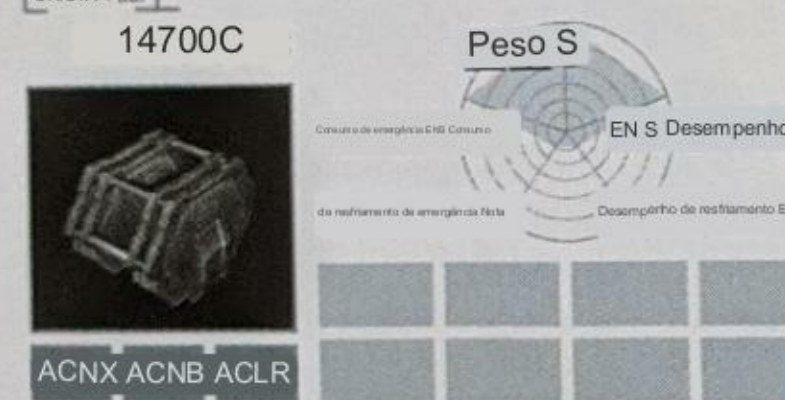 14700C
Peso S
Consumo de emergência EN S Consumo
EN S Desempenho
de resfriamento de emergência Nota
Desempenho de resfriamento E
ACNX ACNB ACLR